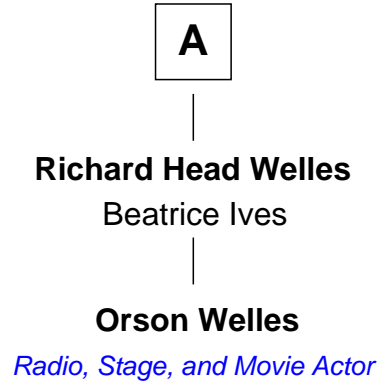 A
Richard Head Welles
Beatrice Ives
Orson Welles
Radio, Stage, and Movie Actor